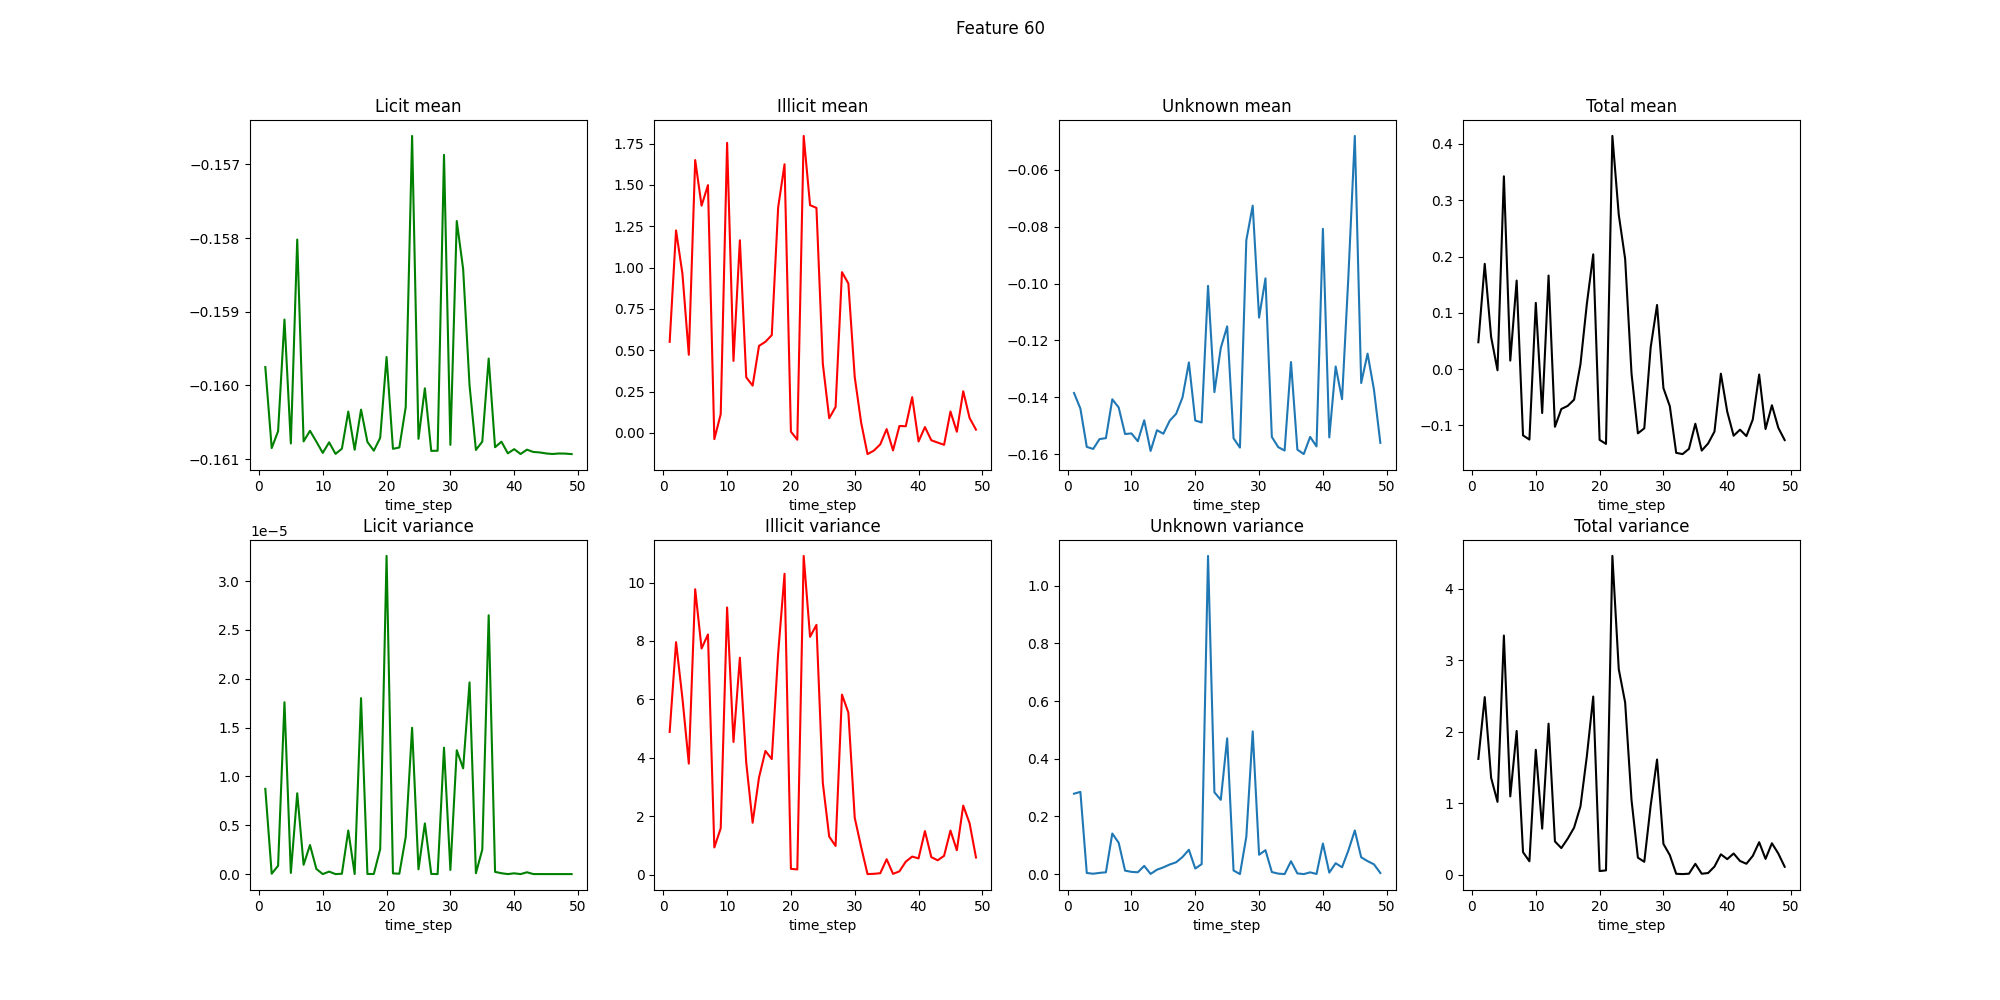 Feature 60
Licit mean
−0.157
−0.158
−0.159
−0.160
−0.161
0 10 20 30 40 50
time_step
Illicit mean
1.75
1.50
1.25
1.00
0.75
0.50
0.25
0.00
0 10 20 30 40 50
time_step
Unknown mean
−0.06
−0.08
−0.10
−0.12
−0.14
−0.16
0 10 20 30 40 50
time_step
Total mean
0.4
0.3
0.2
0.1
0.0
−0.1
0 10 20 30 40 50
time_step
Licit variance
1e−5
3.0
2.5
2.0
1.5
1.0
0.5
0.0
0 10 20 30 40 50
time_step
Illicit variance
10
8
6
4
2
0
0 10 20 30 40 50
time_step
Unknown variance
1.0
0.8
0.6
0.4
0.2
0.0
0 10 20 30 40 50
time_step
Total variance
4
3
2
1
0
0 10 20 30 40 50
time_step